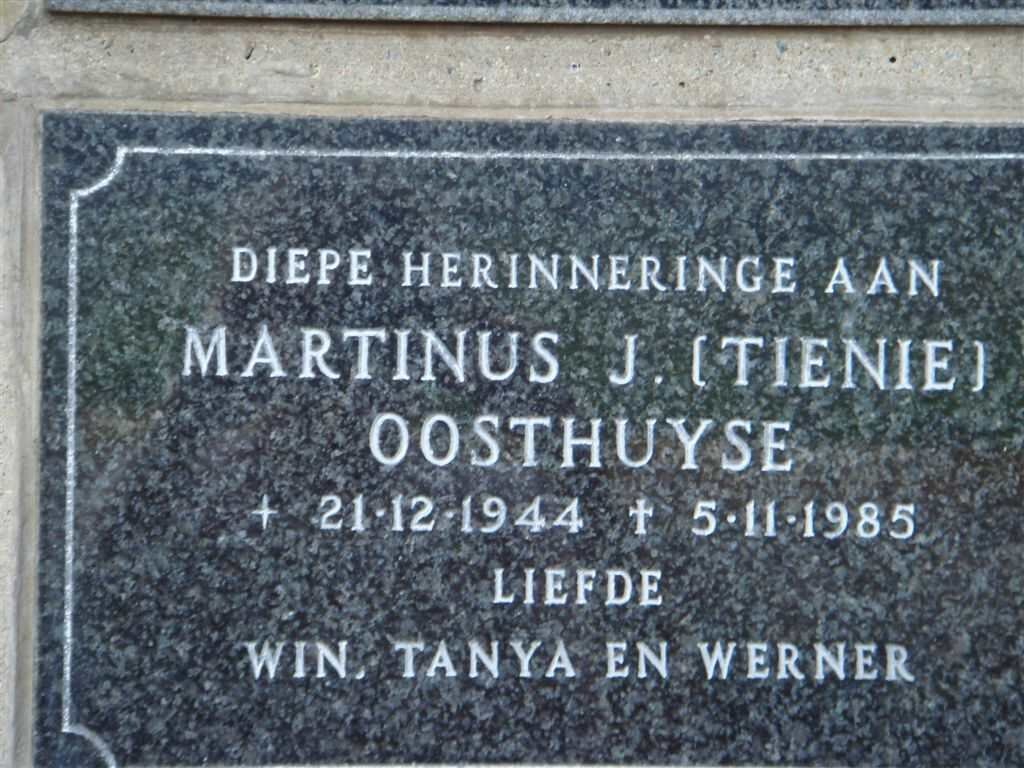 DIEPE HERINNERINGE AAN
MARTINUS J. (TIENIE)
OOSTHUYSE
+ 21·12·1944 † 5·11·1985
LIEFDE
WIN, TANYA EN WERNER